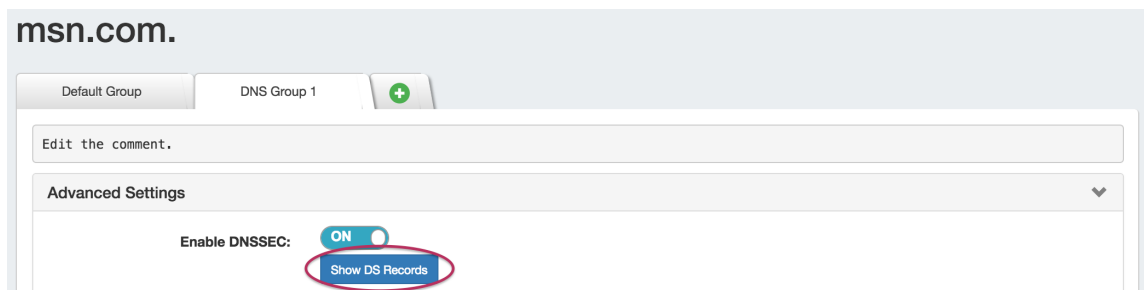 msn.com.
Default Group
DNS Group 1
Edit the comment.
Advanced Settings
Enable DNSSEC:
ON
Show DS Records